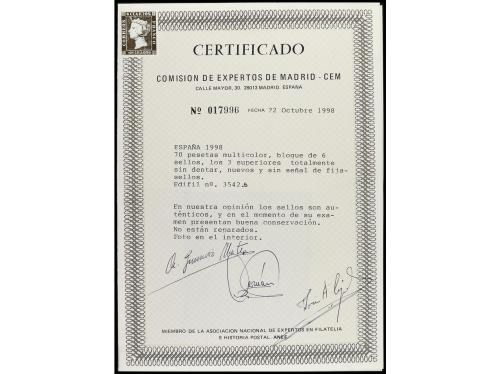 CERTIFICADO
COMISION DE EXPERTOS DE MADRID - CEM
CALLE MAYOR, 30. 28013 MADRID. ESPAÑA
Nº 017996 FECHA 72 Octubre 1998
ESPAÑA 1998
70 pesetas multicolor, bloque de 6
sellos, los 3 superiores totalmente
sin dentar, nuevos y sin señal de fija-
sellos.
Edifil nº. 3542
En nuestra opinión los sellos son au-
ténticos, y en el momento de su exa-
men presentan buena conservación.
No están reparados.
Foto en el interior.
MIEMBRO DE LA ASOCIACION NACIONAL DE EXPERTOS EN FILATELIA
E HISTORIA POSTAL ANEF